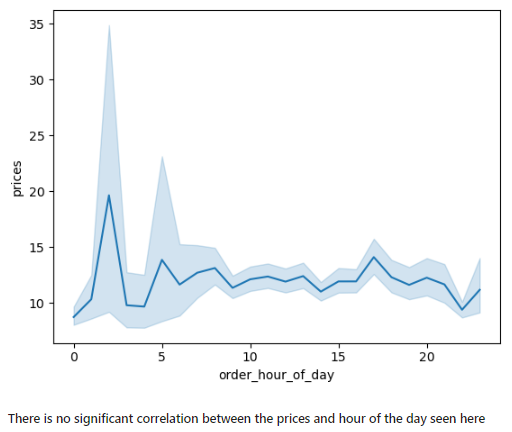 35
30
25
20
15
10
prices
0 5 10 15 20
order_hour_of_day
There is no significant correlation between the prices and hour of the day seen here